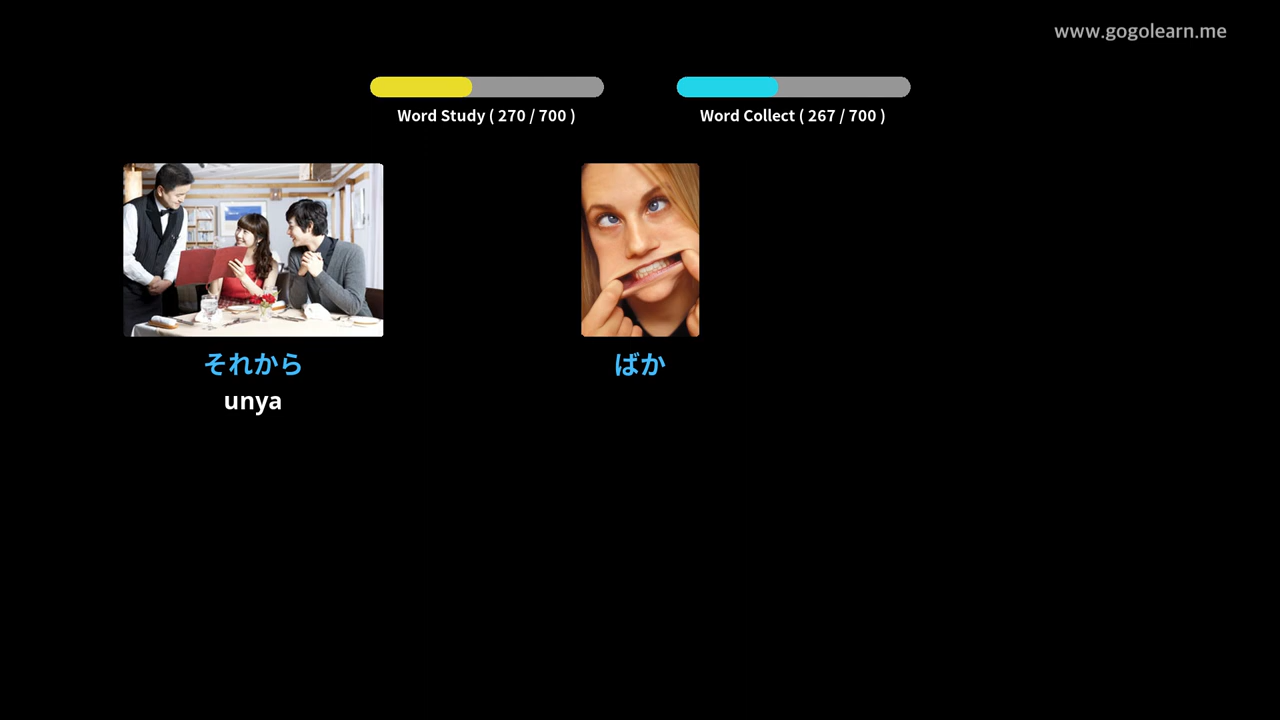 www.gogolearn.me
Word Study ( 270 / 700 )
Word Collect ( 267 / 700 )
それから
unya
ばか